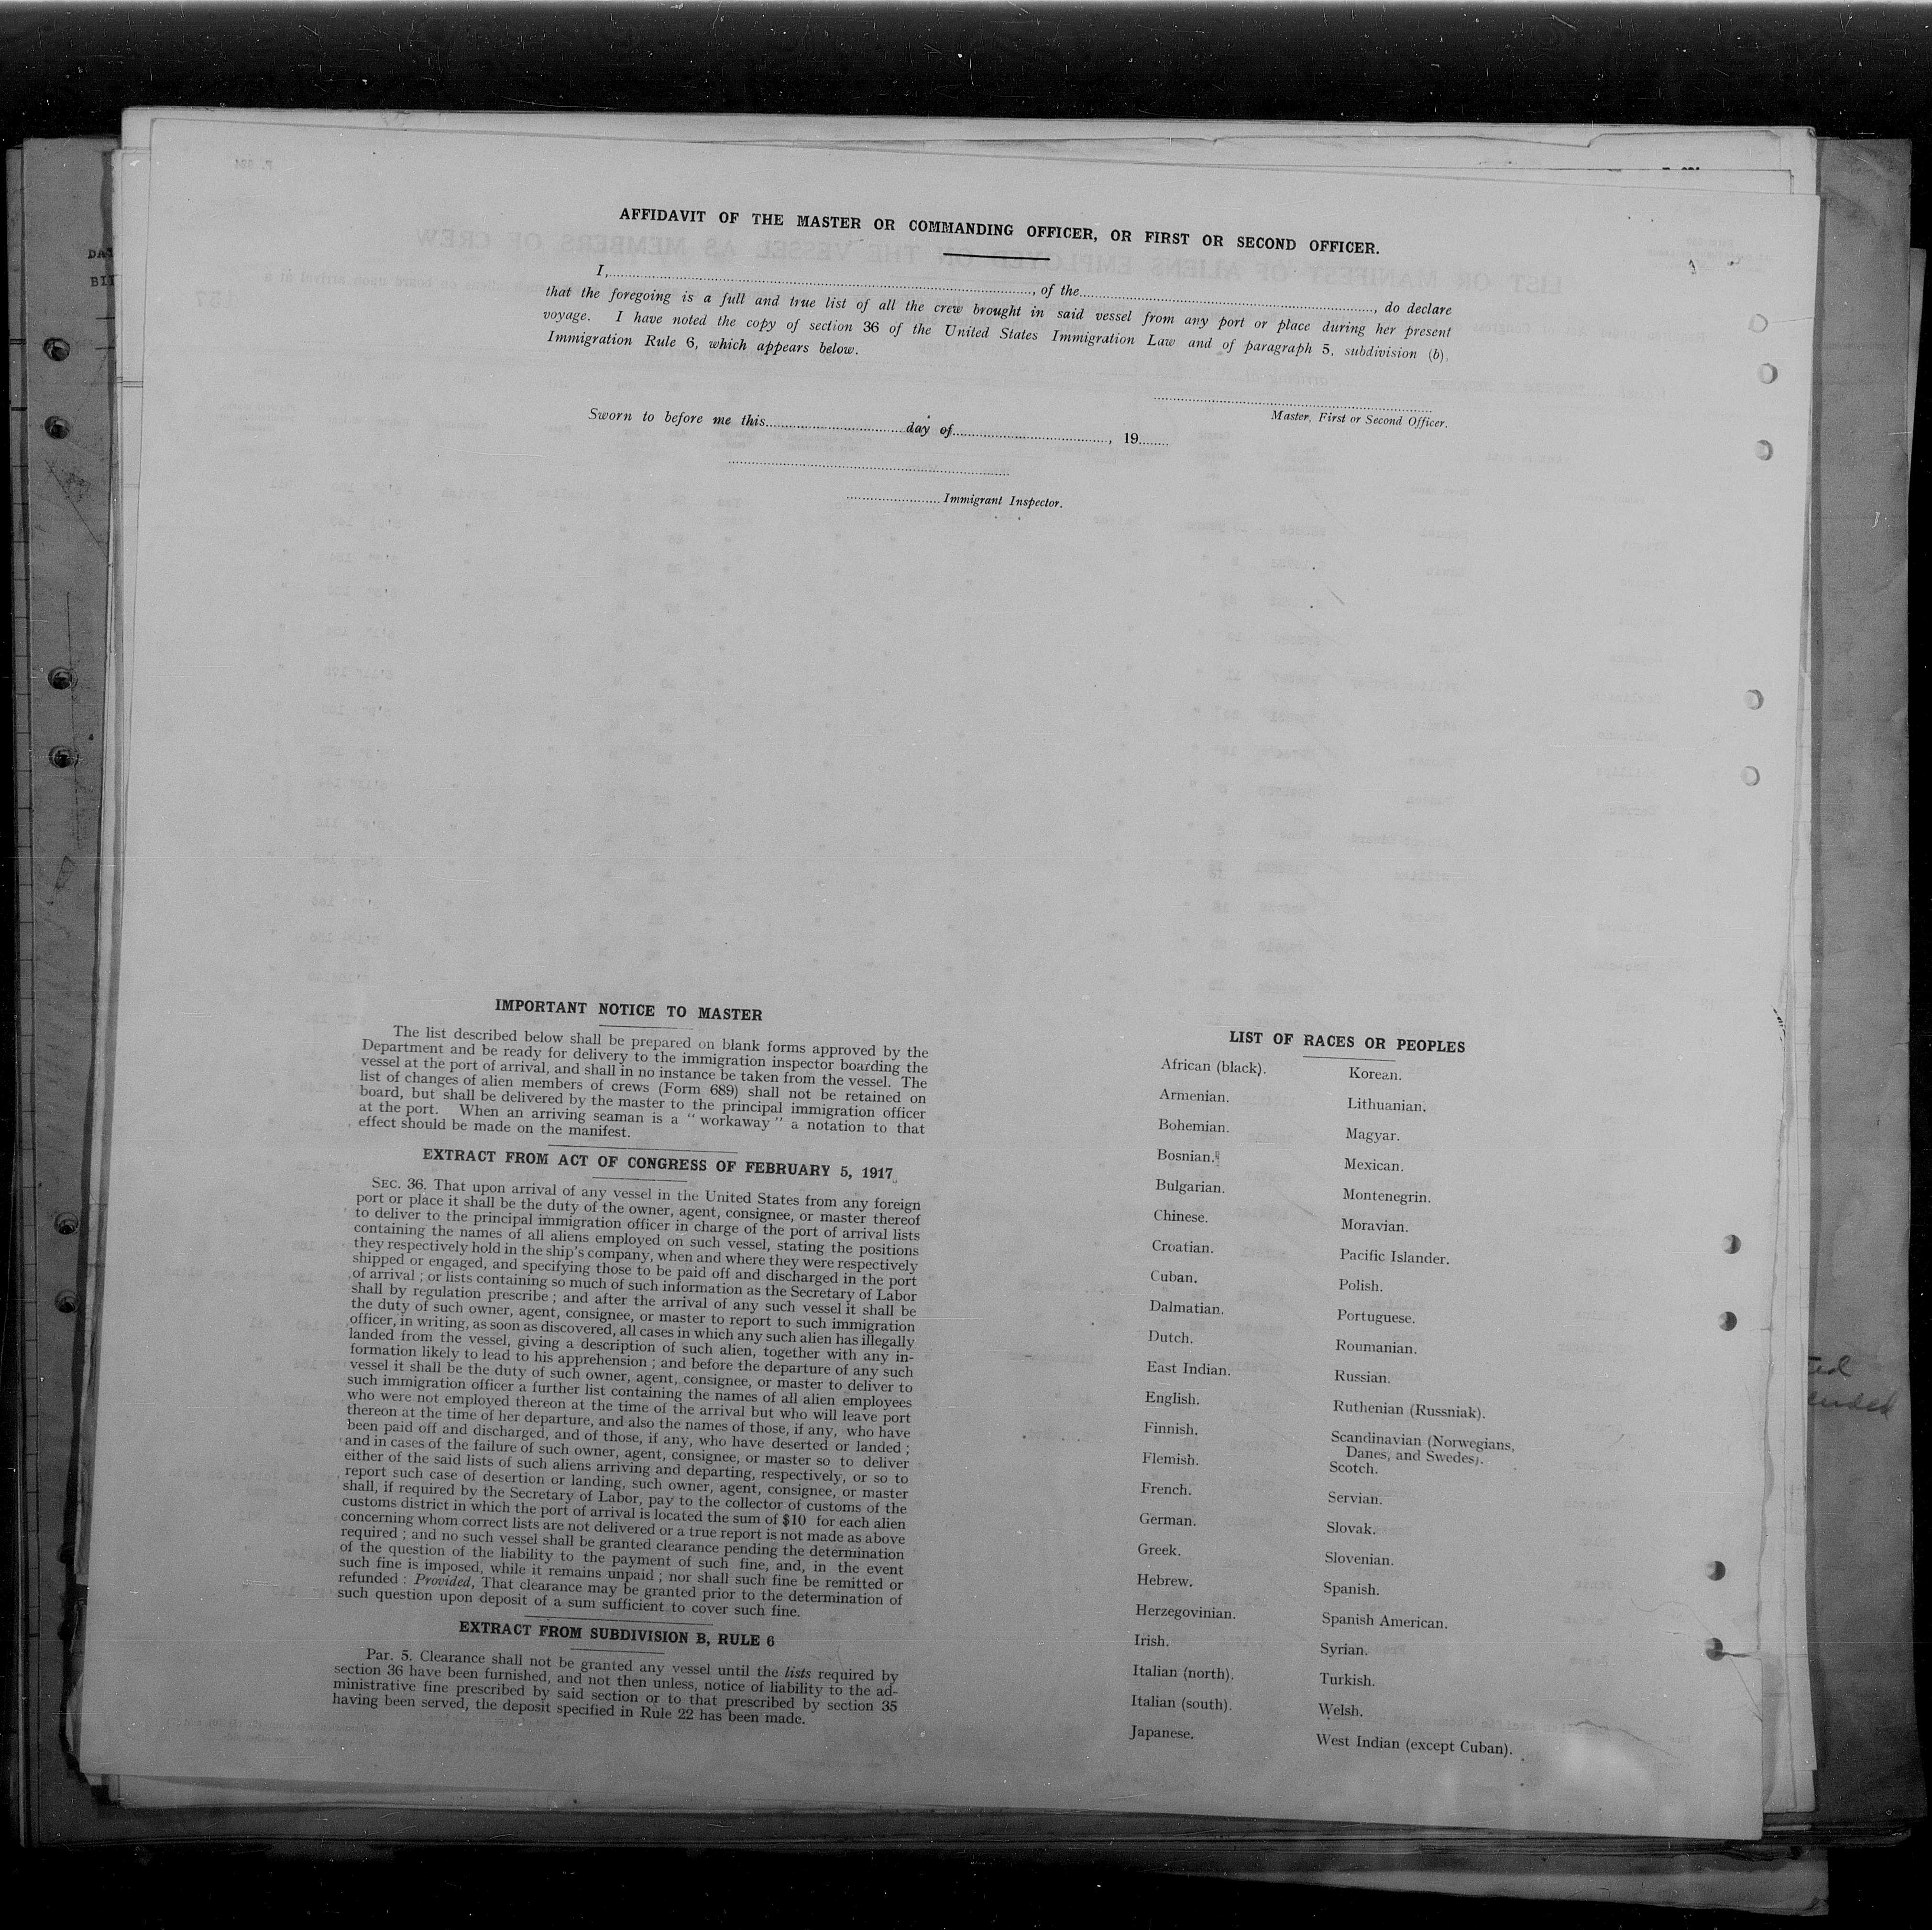 AFFIDAVIT OF THE MASTER OR COMMANDING OFFICER, OR FIRST OR SECOND OFFICER.
I, ........, of the ........, do declare
that the foregoing is a full and true list of all the crew brought in said vessel from any port or place during her present
voyage. I have noted the copy of section 36 of the United States Immigration Law and of paragraph 5, subdivision (b),
Immigration Rule 6, which appears below.
Master, First or Second Officer.
Sworn to before me this........day of........, 19........
........Immigrant Inspector.
IMPORTANT NOTICE TO MASTER
The list described below shall be prepared on blank forms approved by the
Department and be ready for delivery to the immigration inspector boarding the
vessel at the port of arrival, and shall in no instance be taken from the vessel. The
list of changes of alien members of crews (Form 689) shall not be retained on
board, but shall be delivered by the master to the principal immigration officer
at the port. When an arriving seaman is a " workaway " a notation to that
effect should be made on the manifest.
EXTRACT FROM ACT OF CONGRESS OF FEBRUARY 5, 1917.
SEC. 36. That upon arrival of any vessel in the United States from any foreign
port or place it shall be the duty of the owner, agent, consignee, or master thereof
to deliver to the principal immigration officer in charge of the port of arrival lists
containing the names of all aliens employed on such vessel, stating the positions
they respectively hold in the ship's company, when and where they were respectively
shipped or engaged, and specifying those to be paid off and discharged in the port
of arrival ; or lists containing so much of such information as the Secretary of Labor
shall by regulation prescribe ; and after the arrival of any such vessel it shall be
the duty of such owner, agent, consignee, or master to report to such immigration
officer, in writing, as soon as discovered, all cases in which any such alien has illegally
landed from the vessel, giving a description of such alien, together with any in-
formation likely to lead to his apprehension ; and before the departure of any such
vessel it shall be the duty of such owner, agent, consignee, or master to deliver to
such immigration officer a further list containing the names of all alien employees
who were not employed thereon at the time of the arrival but who will leave port
thereon at the time of her departure, and also the names of those, if any, who have
been paid off and discharged, and of those, if any, who have deserted or landed ;
and in cases of the failure of such owner, agent, consignee, or master so to deliver
either of the said lists of such aliens arriving and departing, respectively, or so to
report such case of desertion or landing, such owner, agent, consignee, or master
shall, if required by the Secretary of Labor, pay to the collector of customs of the
customs district in which the port of arrival is located the sum of $10 for each alien
concerning whom correct lists are not delivered or a true report is not made as above
required ; and no such vessel shall be granted clearance pending the determination
of the question of the liability to the payment of such fine, and, in the event
such fine is imposed, while it remains unpaid ; nor shall such fine be remitted or
refunded : Provided, That clearance may be granted prior to the determination of
such question upon deposit of a sum sufficient to cover such fine.
EXTRACT FROM SUBDIVISION B, RULE 6
Par. 5. Clearance shall not be granted any vessel until the lists required by
section 36 have been furnished, and not then unless, notice of liability to the ad-
ministrative fine prescribed by said section or to that prescribed by section 35
having been served, the deposit specified in Rule 22 has been made.
LIST OF RACES OR PEOPLES
African (black).
Armenian.
Bohemian.
Bosnian.
Bulgarian.
Chinese.
Croatian.
Cuban.
Dalmatian.
Dutch.
East Indian.
English.
Finnish.
Flemish.
French.
German.
Greek.
Hebrew.
Herzegovinian.
Irish.
Italian (north).
Italian (south).
Japanese.
Korean.
Lithuanian.
Magyar.
Mexican.
Montenegrin.
Moravian.
Pacific Islander.
Polish.
Portuguese.
Roumanian.
Russian.
Ruthenian (Russniak).
Scandinavian (Norwegians,
Danes, and Swedes).
Scotch.
Servian.
Slovak.
Slovenian.
Spanish.
Spanish American.
Syrian.
Turkish.
Welsh.
West Indian (except Cuban).